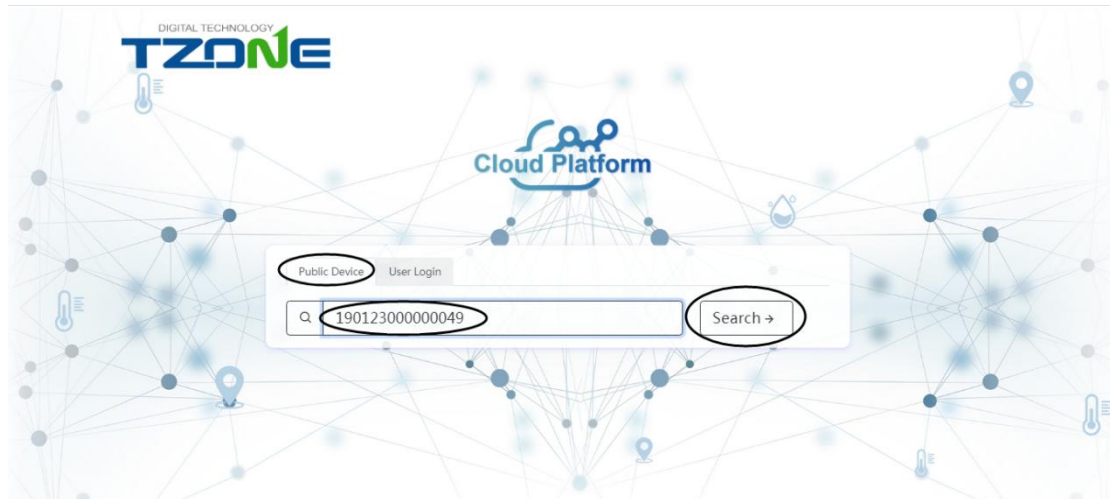 DIGITAL TECHNOLOGY
TZONE
Cloud Platform
Public Device User Login
190123000000049 Search →